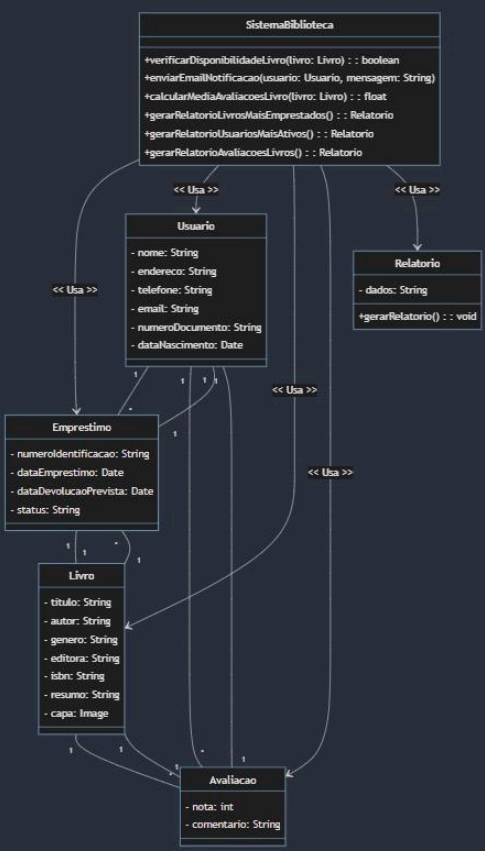 SistemaBiblioteca
+verificarDisponibilidadeLivro(livro: Livro) : : boolean
+enviarEmailNotificacao(usuario: Usuario, mensagem: String)
+calcularMediaAvaliacoesLivro(livro: Livro) : : float
+gerarRelatorioLivrosMaisEmprestados() : : Relatorio
+gerarRelatorioUsuariosMaisAtivos() : : Relatorio
+gerarRelatorioAvaliacoesLivros() : : Relatorio
<< Usa >>
<< Usa >>
Usuario
- nome: String
- endereco: String
- telefone: String
- email: String
- numeroDocumento: String
- dataNascimento: Date
Relatorio
- dados: String
+gerarRelatorio() : : void
<< Usa >>
<< Usa >>
<< Usa >>
1
1
1
1
1
*
1
Emprestimo
- numeroIdentificacao: String
- dataEmprestimo: Date
- dataDevolucaoPrevista: Date
- status: String
1
1
*
1
Livro
- titulo: String
- autor: String
- genero: String
- editora: String
- isbn: String
- resumo: String
- capa: Image
1
1
*
1
*
1
Avaliacao
- nota: int
- comentario: String